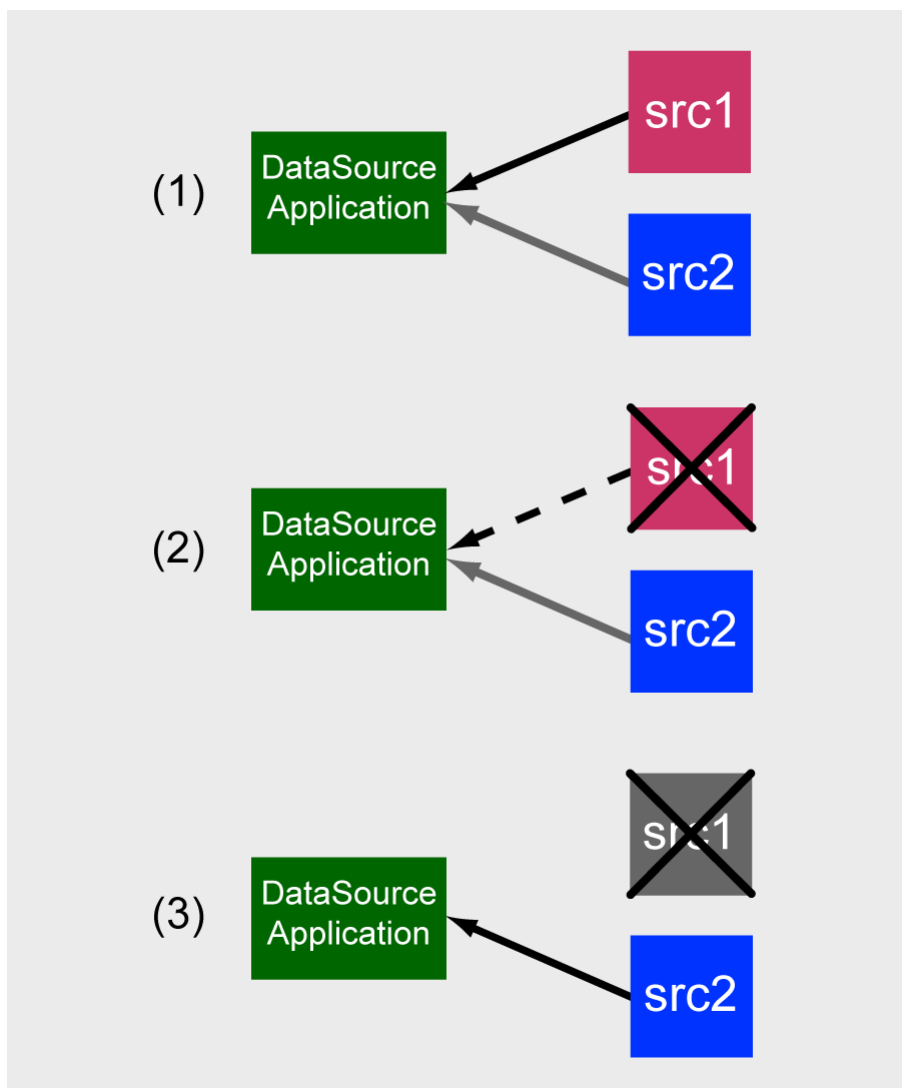 src1
(1)
DataSource
Application
src2
src1
(2)
DataSource
Application
src2
src1
(3)
DataSource
Application
src2